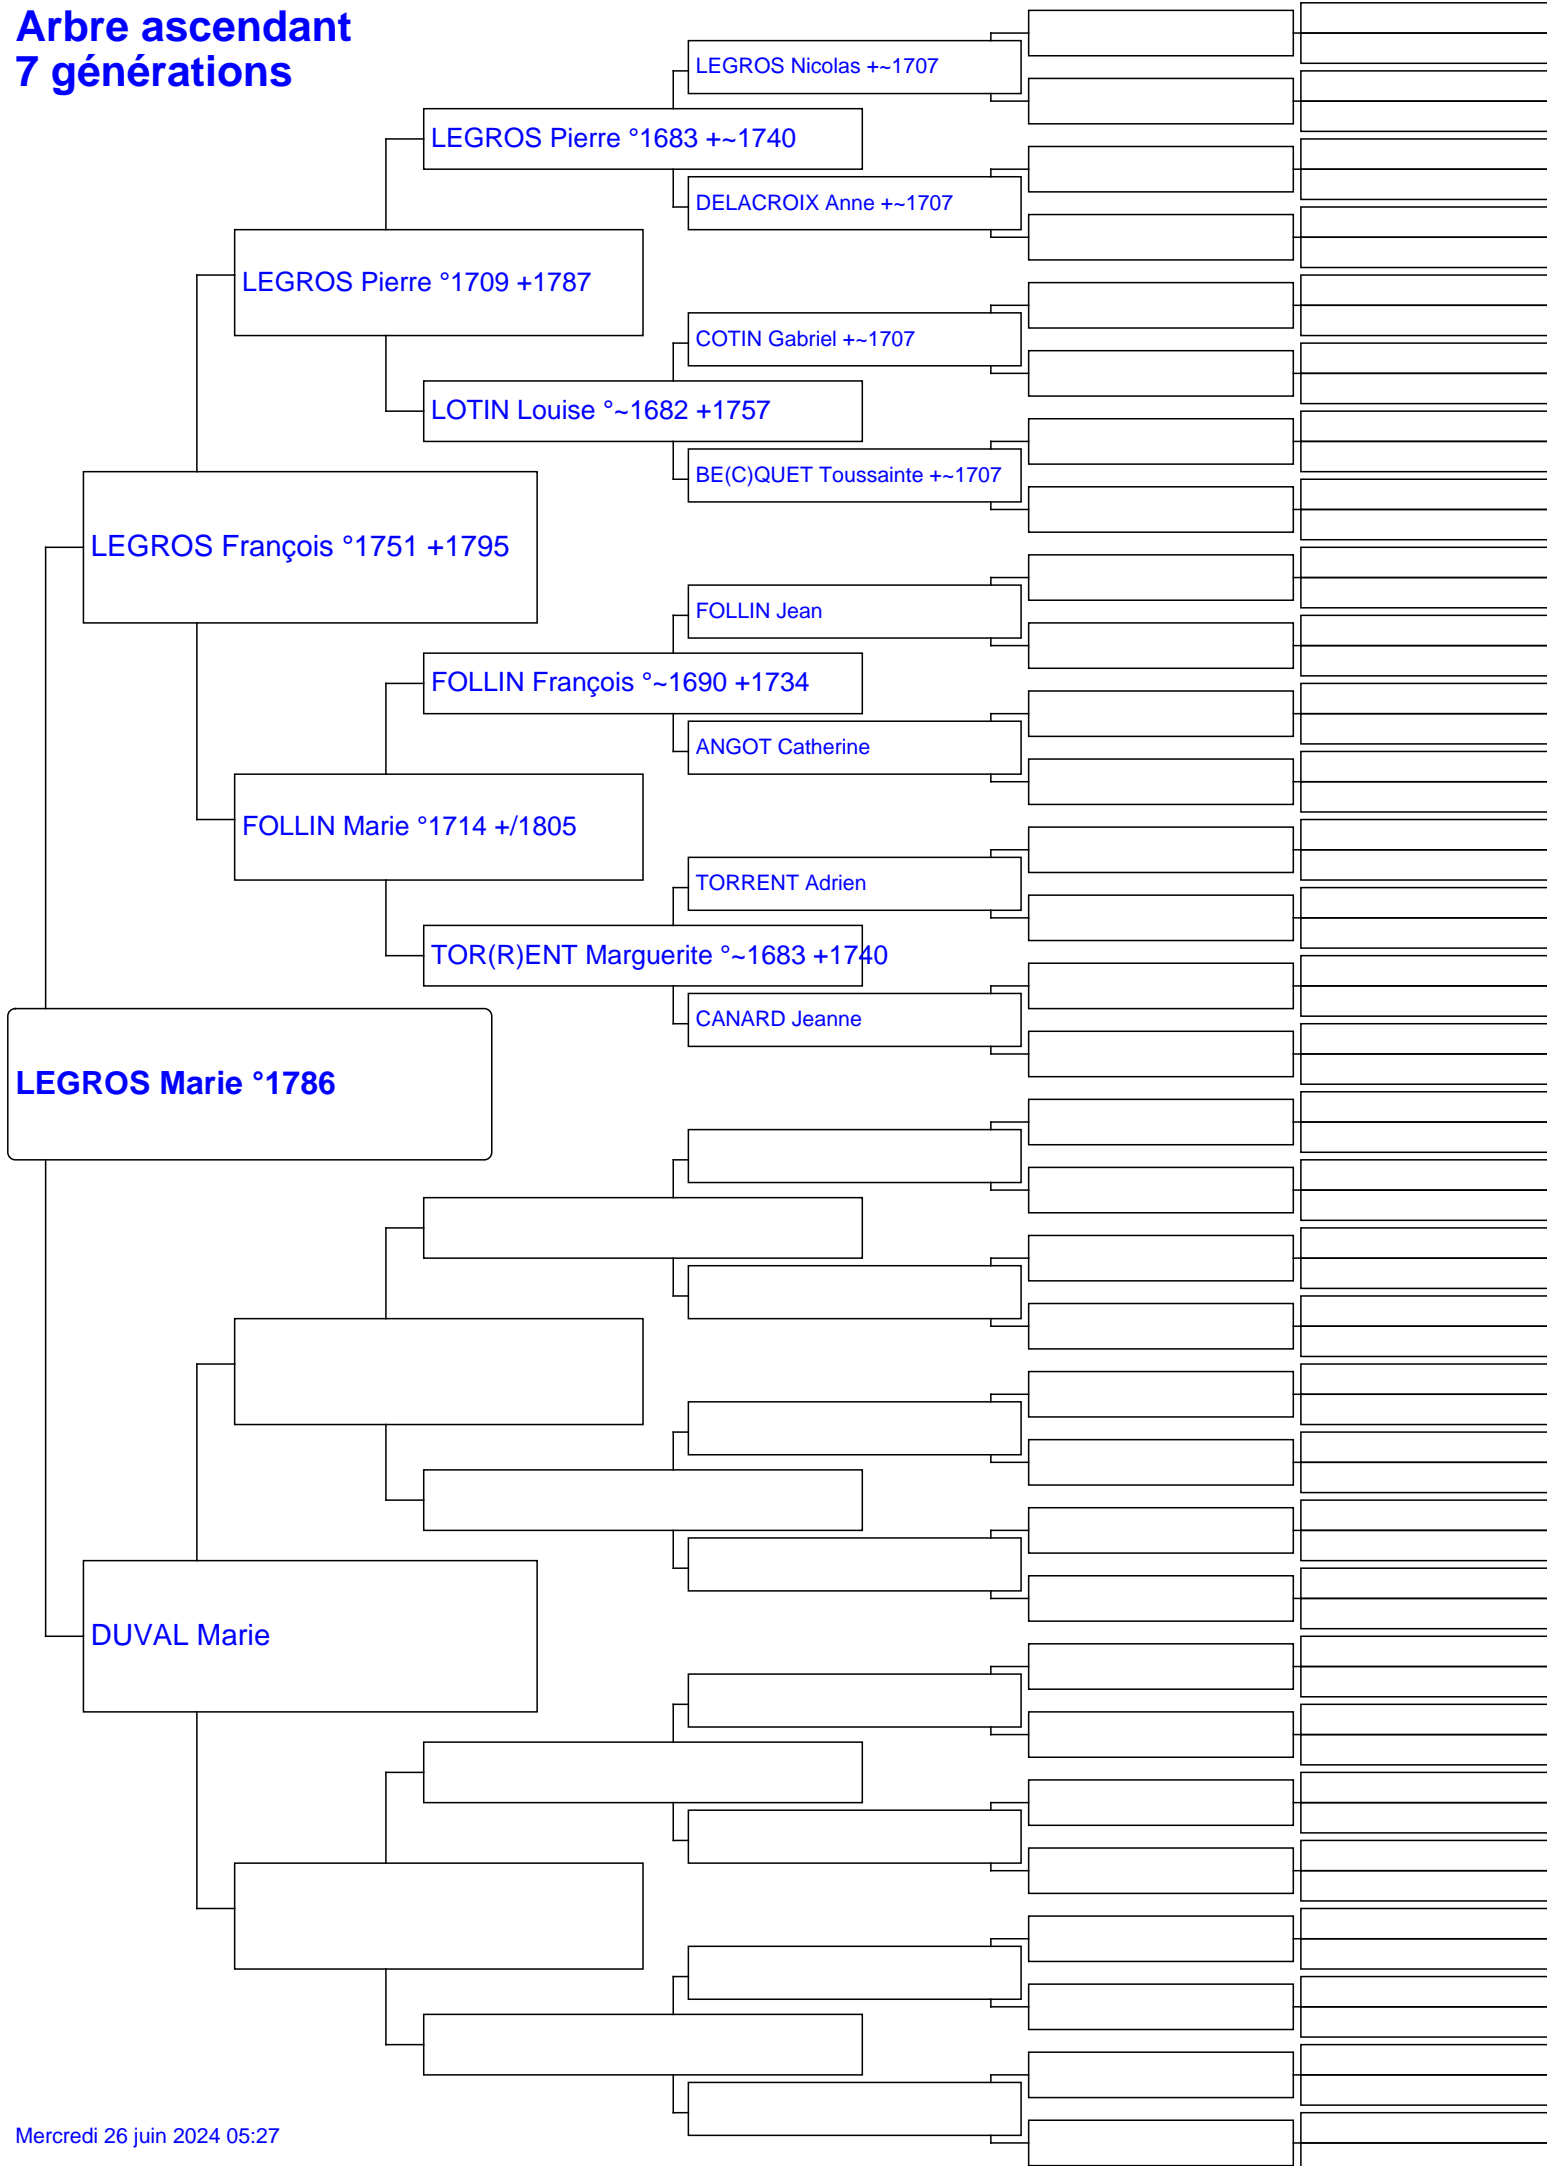 Arbre ascendant
7 générations
LEGROS Nicolas +~1707
LEGROS Pierre °1683 +~1740
DELACROIX Anne +~1707
LEGROS Pierre °1709 +1787
COTIN Gabriel +~1707
LOTIN Louise °~1682 +1757
BE(C)QUET Toussainte +~1707
LEGROS François °1751 +1795
FOLLIN Jean
FOLLIN François °~1690 +1734
ANGOT Catherine
FOLLIN Marie °1714 +/1805
TORRENT Adrien
TOR(R)ENT Marguerite °~1683 +1740
CANARD Jeanne
LEGROS Marie °1786
DUVAL Marie
Mercredi 26 juin 2024 05:27